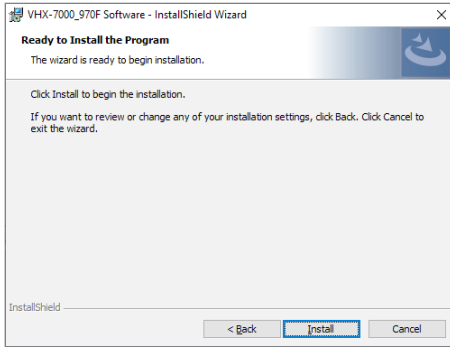 VHX-7000_970F Software - InstallShield Wizard
Ready to Install the Program
The wizard is ready to begin installation.
Click Install to begin the installation.
If you want to review or change any of your installation settings, click Back. Click Cancel to
exit the wizard.
InstallShield
< Back
Install
Cancel